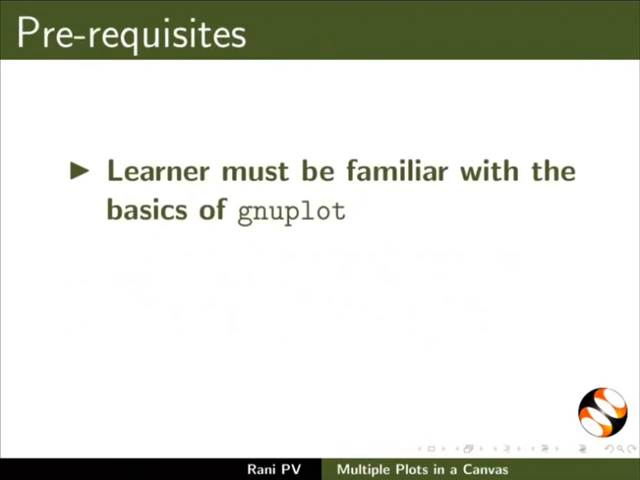 Pre-requisites
Learner must be familiar with the
basics of gnuplot
Rani PV
Multiple Plots in a Canvas